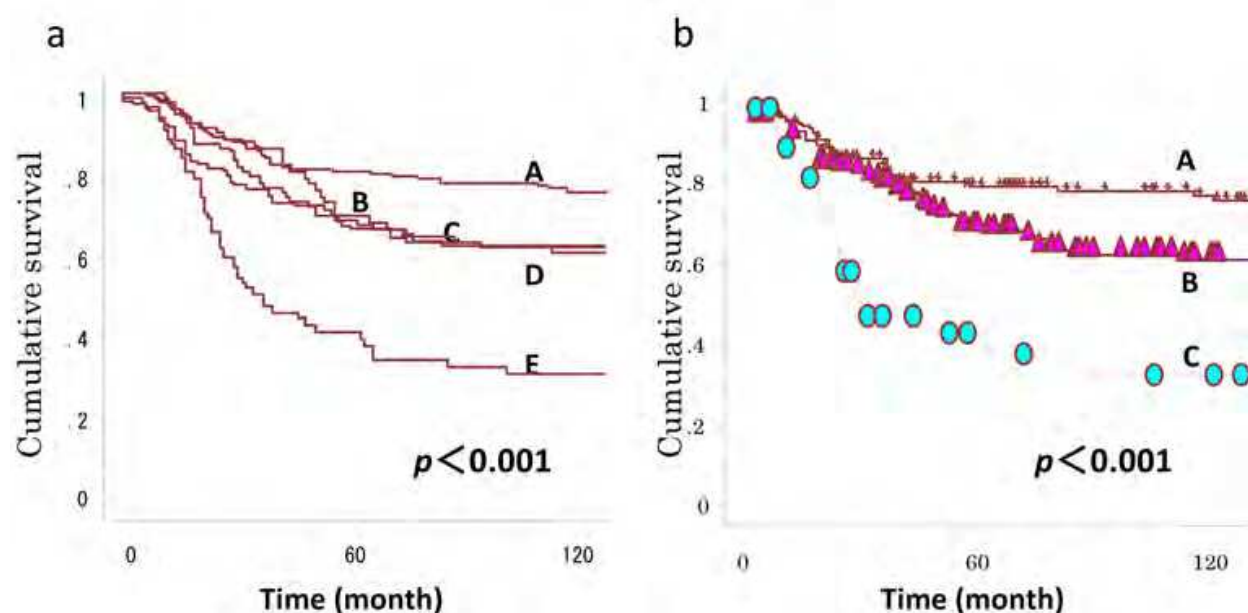 a
Cumulative survival
1
. 8
. 6
. 4
. 2
0
A
B
C
D
E
p<0.001
0 60 120
Time (month)
b
Cumulative survival
1
.8
.6
.4
.2
0
A
B
C
p<0.001
0 60 120
Time (month)